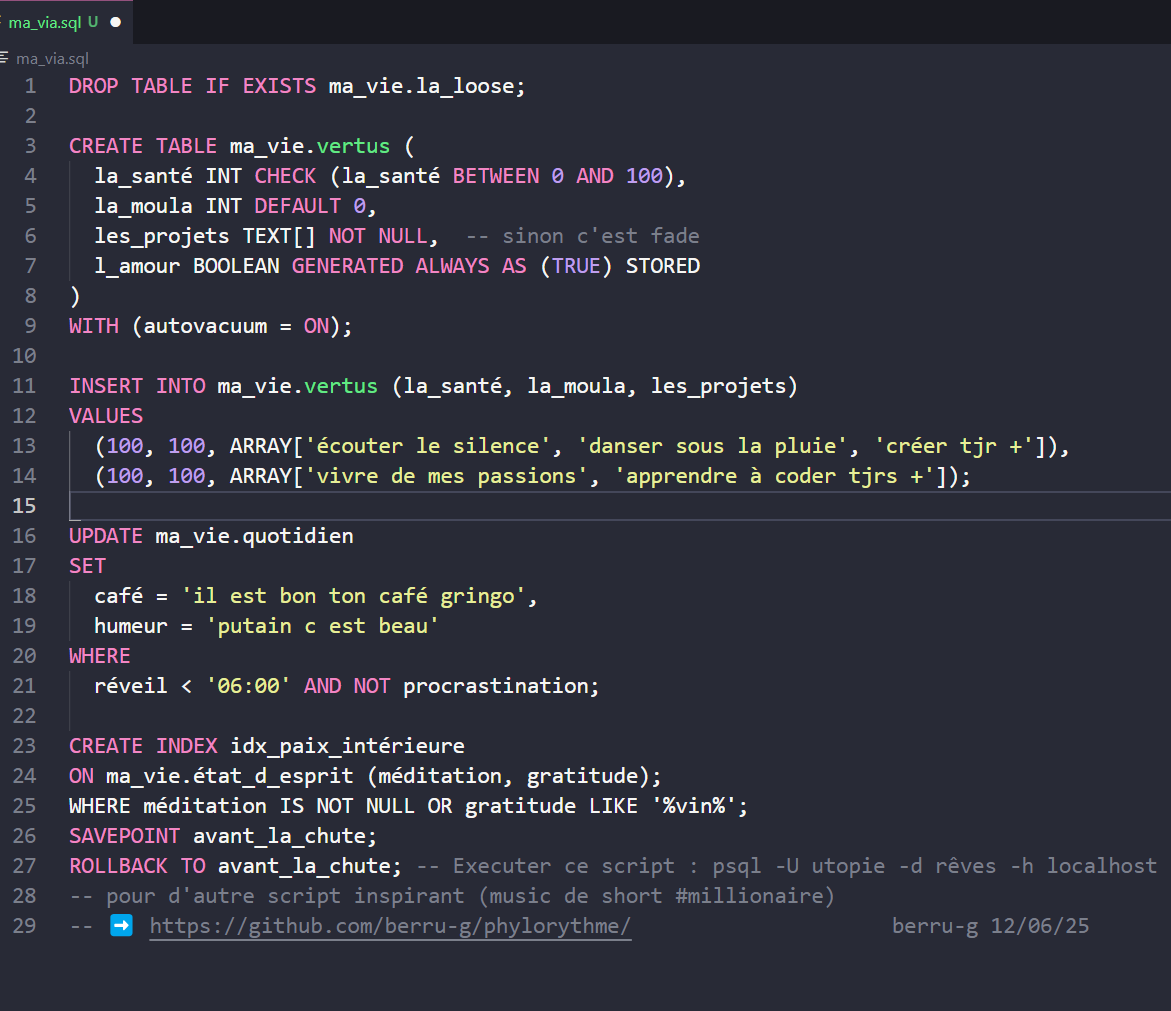 ma_via.sql U ●
ma_via.sql
1 DROP TABLE IF EXISTS ma_vie.la_loose;
2
3 CREATE TABLE ma_vie.vertus (
4   la_santé INT CHECK (la_santé BETWEEN 0 AND 100),
5   la_moula INT DEFAULT 0,
6   les_projets TEXT[] NOT NULL,  -- sinon c'est fade
7   l_amour BOOLEAN GENERATED ALWAYS AS (TRUE) STORED
8 )
9 WITH (autovacuum = ON);
10
11 INSERT INTO ma_vie.vertus (la_santé, la_moula, les_projets)
12 VALUES
13   (100, 100, ARRAY['écouter le silence', 'danser sous la pluie', 'créer tjr +']),
14   (100, 100, ARRAY['vivre de mes passions', 'apprendre à coder tjrs +']);
15
16 UPDATE ma_vie.quotidien
17 SET
18   café = 'il est bon ton café gringo',
19   humeur = 'putain c est beau'
20 WHERE
21   réveil < '06:00' AND NOT procrastination;
22
23 CREATE INDEX idx_paix_intérieure
24 ON ma_vie.état_d_esprit (méditation, gratitude);
25 WHERE méditation IS NOT NULL OR gratitude LIKE '%vin%';
26 SAVEPOINT avant_la_chute;
27 ROLLBACK TO avant_la_chute; -- Executer ce script : psql -U utopie -d rêves -h localhost
28 -- pour d'autre script inspirant (music de short #millionaire)
29 -- ➡ https://github.com/berru-g/phylorythme/ berru-g 12/06/25